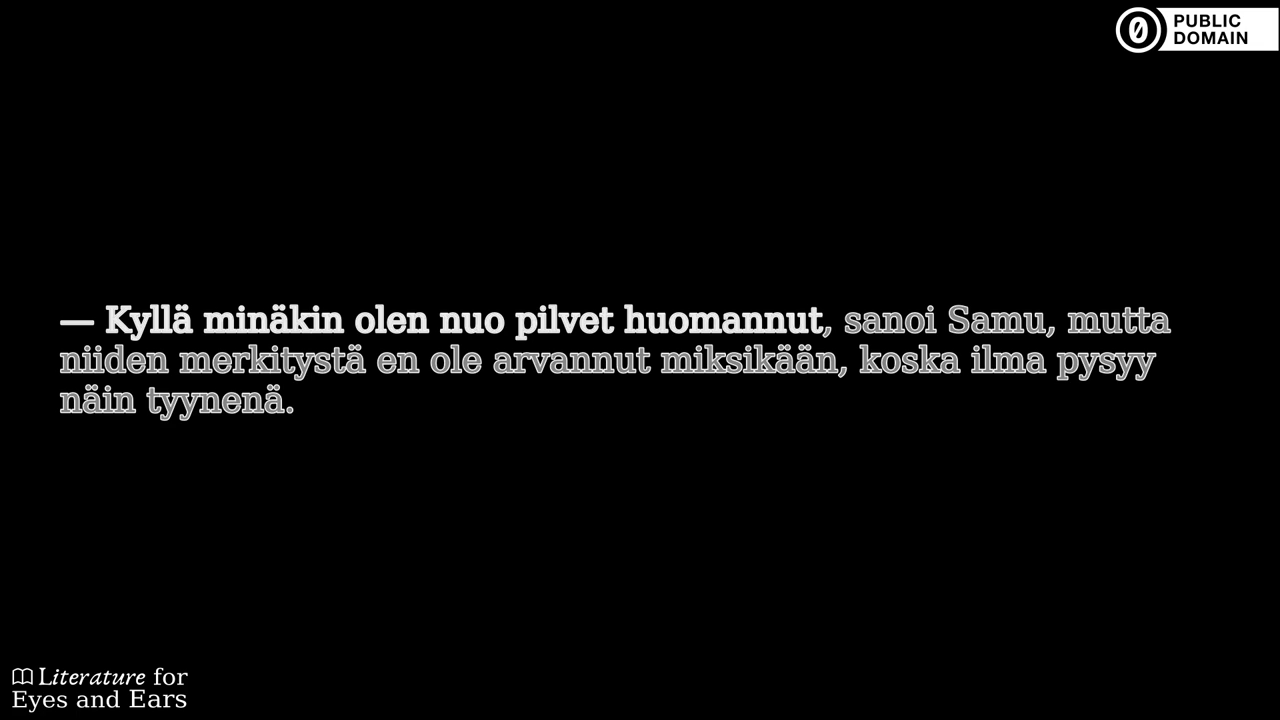 PUBLIC
DOMAIN
— Kyllä minäkin olen nuo pilvet huomannut, sanoi Samu, mutta
niiden merkitystä en ole arvannut miksikään, koska ilma pysyy
näin tyynenä.
Literature for
Eyes and Ears